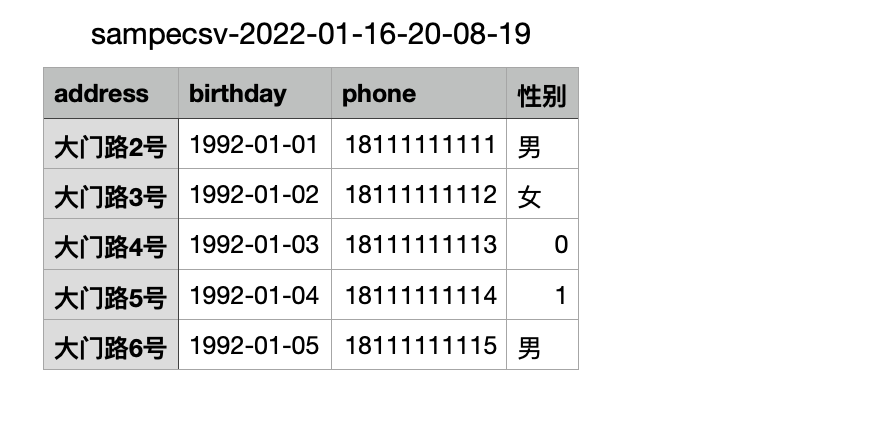 sampecsv-2022-01-16-20-08-19
address birthday phone 性别
大门路2号 1992-01-01 18111111111 男
大门路3号 1992-01-02 18111111112 女
大门路4号 1992-01-03 18111111113 0
大门路5号 1992-01-04 18111111114 1
大门路6号 1992-01-05 18111111115 男